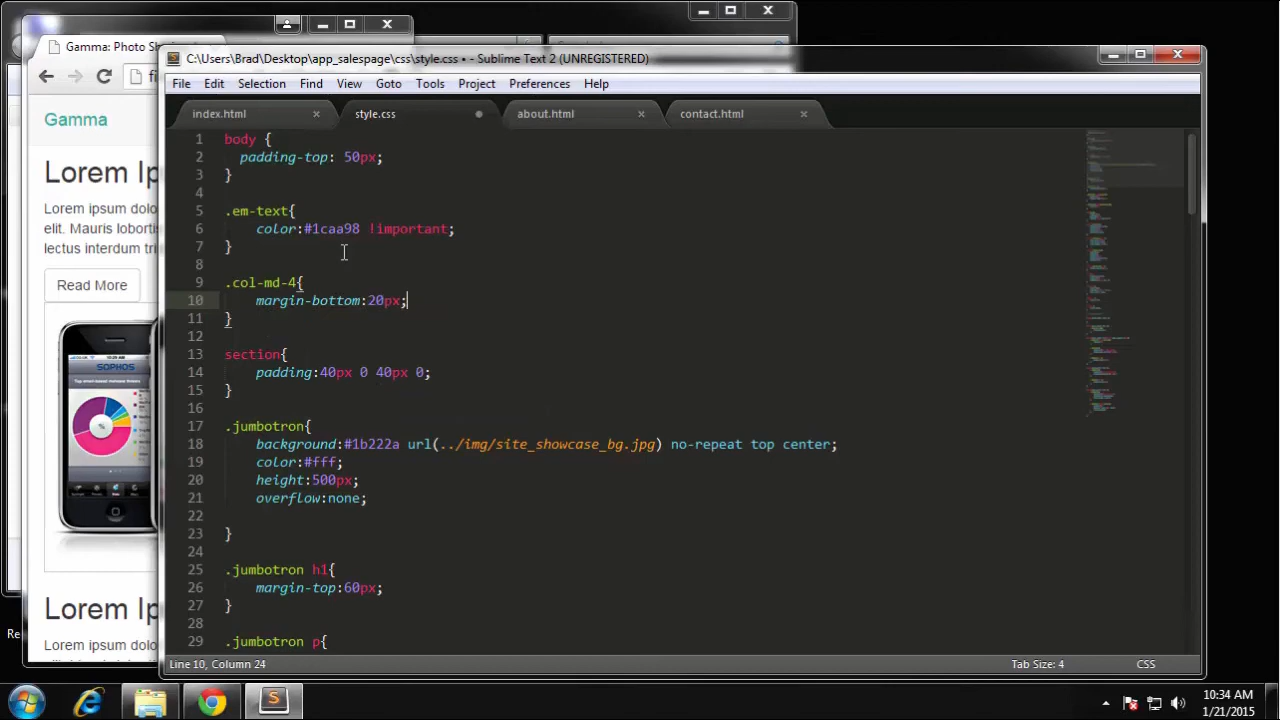 Gamma: Photo Sh
C:\Users\Brad\Desktop\app_salespage\css\style.css • - Sublime Text 2 (UNREGISTERED)
File Edit Selection Find View Goto Tools Project Preferences Help
index.html × style.css about.html × contact.html ×
1 body {
2 padding-top: 50px;
3 }
4
5 .em-text{
6 color:#1caa98 !important;
7 }
8
9 .col-md-4{
10 margin-bottom:20px;
11 }
12
13 section{
14 padding:40px 0 40px 0;
15 }
16
17 .jumbotron{
18 background:#1b222a url(../img/site_showcase_bg.jpg) no-repeat top center;
19 color:#fff;
20 height:500px;
21 overflow:none;
22
23 }
24
25 .jumbotron h1{
26 margin-top:60px;
27 }
28
29 .jumbotron p{
Line 10, Column 24 Tab Size: 4 CSS
fi
Gamma
Lorem Ip
Lorem ipsum dolo
elit. Mauris lobortis
lectus interdum tri
Read More
SOPHOS
Lorem Ip
Lorem ipsum dolo
Re
10:34 AM
1/21/2015